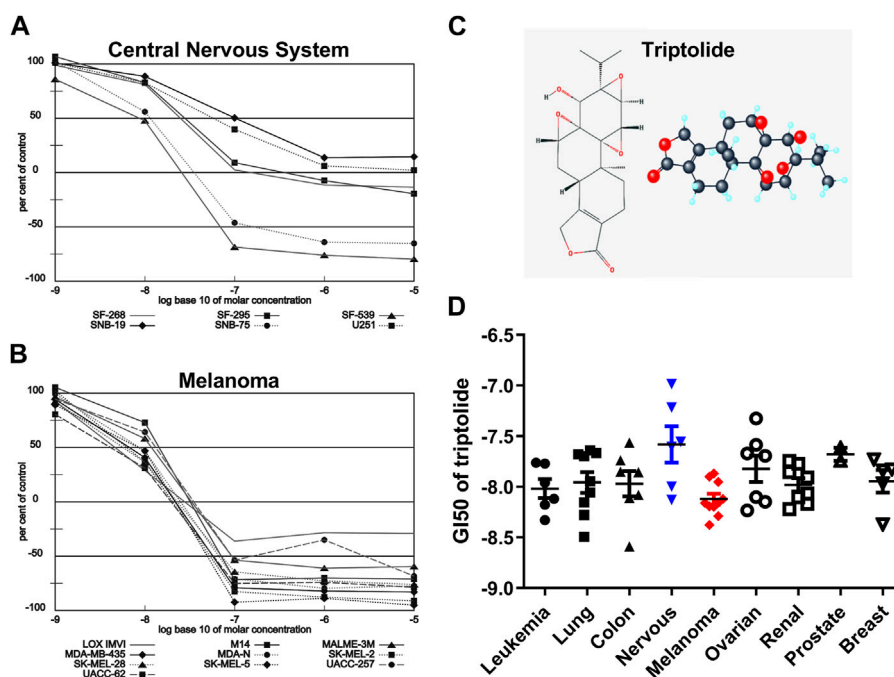 A
Central Nervous System
100
50
0
-50
-100
per cent of control
-9 -8 -7 -6 -5
log base 10 of molar concentration
SF-268 SF-295 SF-539
SNB-19 SNB-75 U251
B
Melanoma
100
50
0
-50
-100
per cent of control
-9 -8 -7 -6 -5
log base 10 of molar concentration
LOX IMVI M14 MALME-3M
MDA-MB-435 MDA-N SK-MEL-2
SK-MEL-28 SK-MEL-5 UACC-257
UACC-62
C
Triptolide
H
O
O
H
H
O
H
O
H
O
O
D
-6.5
-7.0
-7.5
-8.0
-8.5
-9.0
GI50 of triptolide
Leukemia
Lung
Colon
Nervous
Melanoma
Ovarian
Renal
Prostate
Breast